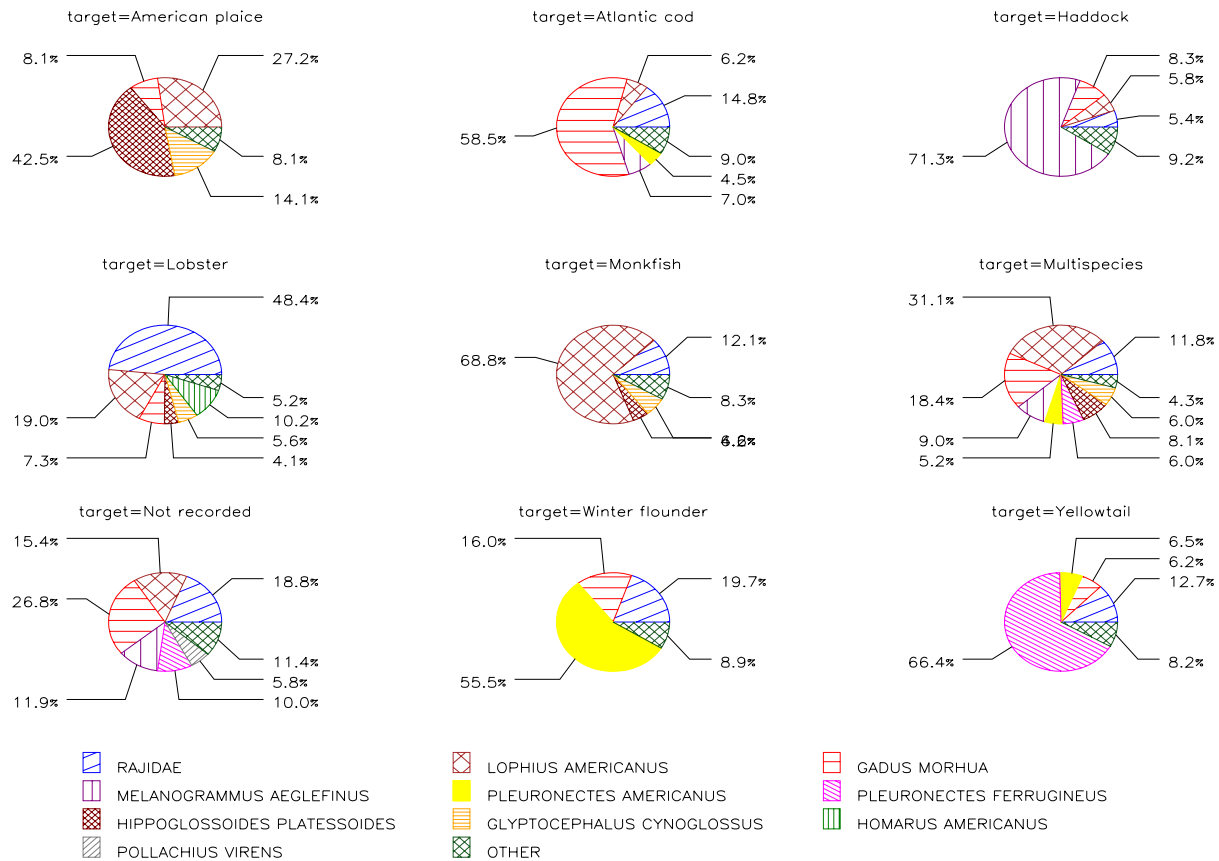 target=American plaice
8.1%
27.2%
42.5%
8.1%
14.1%
target=Atlantic cod
6.2%
14.8%
58.5%
9.0%
4.5%
7.0%
target=Haddock
8.3%
5.8%
5.4%
71.3%
9.2%
target=Lobster
48.4%
5.2%
19.0%
10.2%
5.6%
7.3%
4.1%
target=Monkfish
12.1%
68.8%
8.3%
target=Multispecies
31.1%
11.8%
18.4%
4.3%
6.0%
9.0%
8.1%
5.2%
6.0%
target=Not recorded
15.4%
18.8%
26.8%
11.4%
5.8%
11.9%
10.0%
target=Winter flounder
16.0%
19.7%
8.9%
55.5%
target=Yellowtail
6.5%
6.2%
12.7%
66.4%
8.2%
RAJIDAE
LOPHIUS AMERICANUS
GADUS MORHUA
MELANOGRAMMUS AEGLEFINUS
PLEURONECTES AMERICANUS
PLEURONECTES FERRUGINEUS
HIPPOGLOSSOIDES PLATESSOIDES
GLYPTOCEPHALUS CYNOGLOSSUS
HOMARUS AMERICANUS
POLLACHIUS VIRENS
OTHER